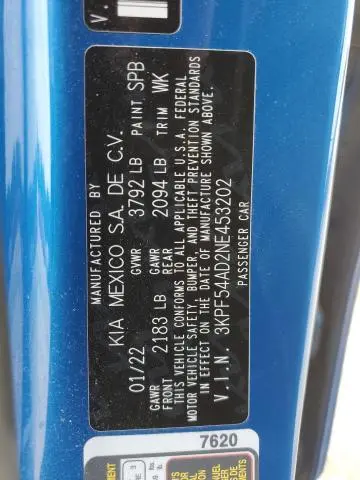 V.I
MANUFACTURED BY
KIA MEXICO S.A. DE C.V.
01/22 GVWR 3792 LB PAINT SPB
GAWR FRONT 2183 LB GAWR REAR 2094 LB TRIM WK
THIS VEHICLE CONFORMS TO ALL APPLICABLE U.S.A. FEDERAL
MOTOR VEHICLE SAFETY, BUMPER, AND THEFT PREVENTION STANDARDS
IN EFFECT ON THE DATE OF MANUFACTURE SHOWN ABOVE.
V.I.N. 3KPF54AD2NE453202
PASSENGER CAR
7620